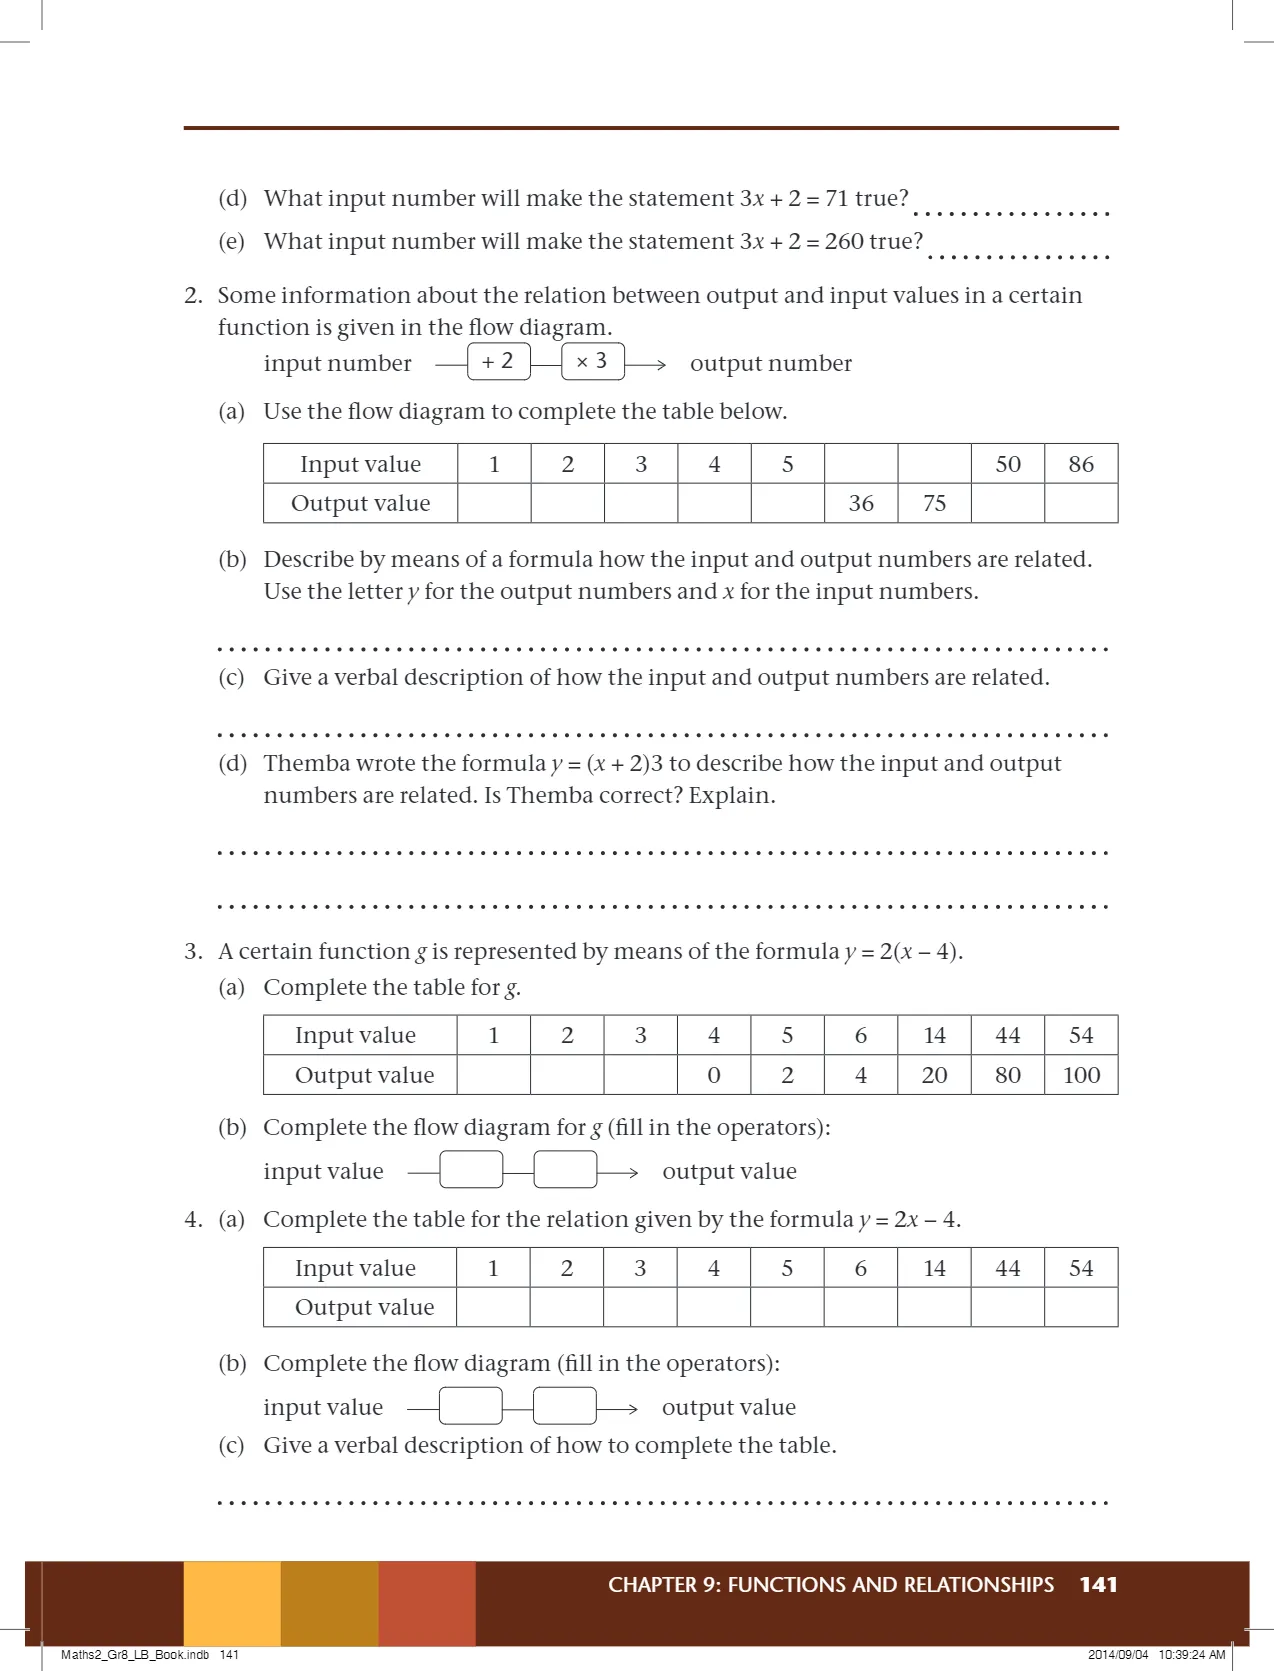 (d) What input number will make the statement 3x + 2 = 71 true? .................
(e) What input number will make the statement 3x + 2 = 260 true? ................
2. Some information about the relation between output and input values in a certain
function is given in the flow diagram.
input number + 2 × 3 output number
(a) Use the flow diagram to complete the table below.
Input value 1 2 3 4 5 50 86
Output value 36 75
(b) Describe by means of a formula how the input and output numbers are related.
Use the letter y for the output numbers and x for the input numbers.
(c) Give a verbal description of how the input and output numbers are related.
(d) Themba wrote the formula y = (x + 2)3 to describe how the input and output
numbers are related. Is Themba correct? Explain.
3. A certain function g is represented by means of the formula y = 2(x – 4).
(a) Complete the table for g.
Input value 1 2 3 4 5 6 14 44 54
Output value 0 2 4 20 80 100
(b) Complete the flow diagram for g (fill in the operators):
input value output value
4. (a) Complete the table for the relation given by the formula y = 2x – 4.
Input value 1 2 3 4 5 6 14 44 54
Output value
(b) Complete the flow diagram (fill in the operators):
input value output value
(c) Give a verbal description of how to complete the table.
CHAPTER 9: FUNCTIONS AND RELATIONSHIPS 141
Maths2_Gr8_LB_Book.indb 141 2014/09/04 10:39:24 AM